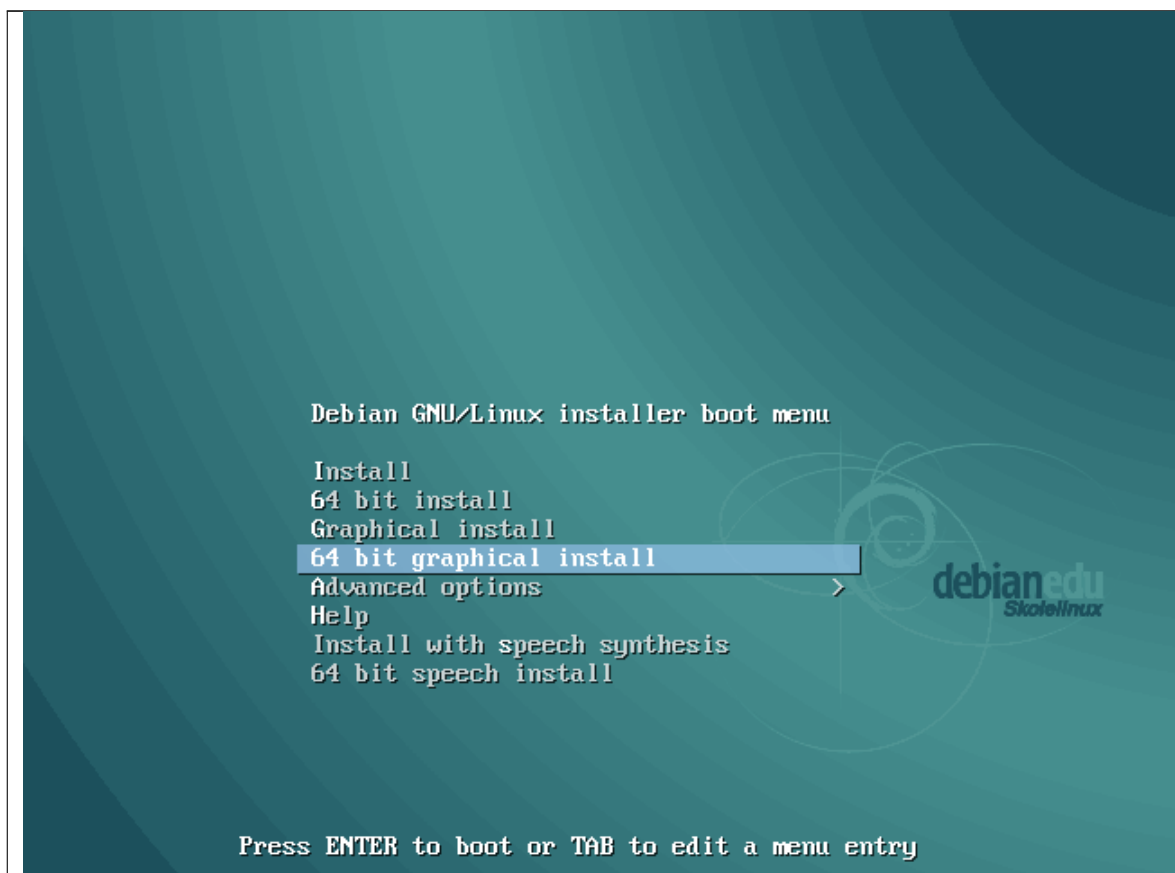 Debian GNU/Linux installer boot menu
Install
64 bit install
Graphical install
64 bit graphical install
Advanced options >
Help
Install with speech synthesis
64 bit speech install
debianedu
Skolelinux
Press ENTER to boot or TAB to edit a menu entry